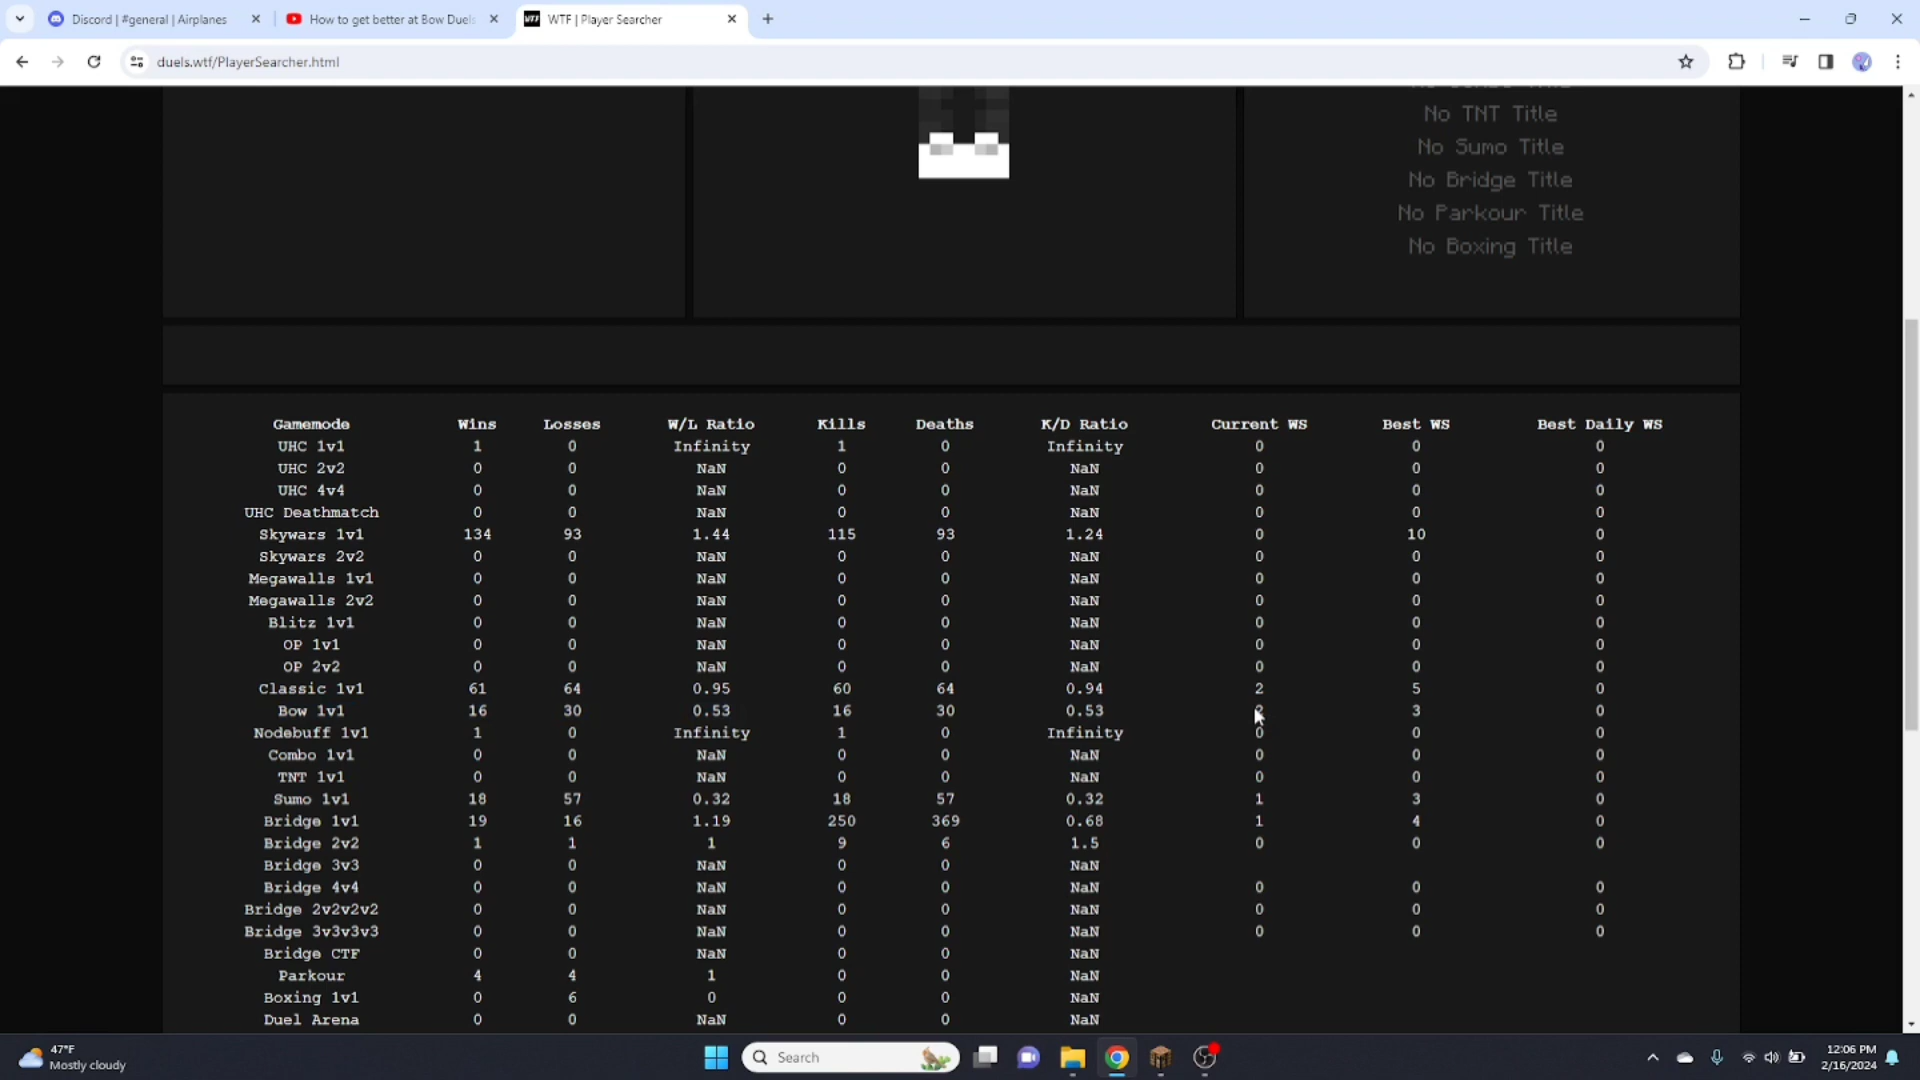 Discord | #general | Airplanes
How to get better at Bow Duels
WTF | Player Searcher
duels.wtf/PlayerSearcher.html
No TNT Title
No Sumo Title
No Bridge Title
No Parkour Title
No Boxing Title
Gamemode Wins Losses W/L Ratio Kills Deaths K/D Ratio Current WS Best WS Best Daily WS
UHC 1v1 1 0 Infinity 1 0 Infinity 0 0 0
UHC 2v2 0 0 NaN 0 0 NaN 0 0 0
UHC 4v4 0 0 NaN 0 0 NaN 0 0 0
UHC Deathmatch 0 0 NaN 0 0 NaN 0 0 0
Skywars 1v1 134 93 1.44 115 93 1.24 0 10 0
Skywars 2v2 0 0 NaN 0 0 NaN 0 0 0
Megawalls 1v1 0 0 NaN 0 0 NaN 0 0 0
Megawalls 2v2 0 0 NaN 0 0 NaN 0 0 0
Blitz 1v1 0 0 NaN 0 0 NaN 0 0 0
OP 1v1 0 0 NaN 0 0 NaN 0 0 0
OP 2v2 0 0 NaN 0 0 NaN 0 0 0
Classic 1v1 61 64 0.95 60 64 0.94 2 5 0
Bow 1v1 16 30 0.53 16 30 0.53 2 3 0
Nodebuff 1v1 1 0 Infinity 1 0 Infinity 0 0 0
Combo 1v1 0 0 NaN 0 0 NaN 0 0 0
TNT 1v1 0 0 NaN 0 0 NaN 0 0 0
Sumo 1v1 18 57 0.32 18 57 0.32 1 3 0
Bridge 1v1 19 16 1.19 250 369 0.68 1 4 0
Bridge 2v2 1 1 1 9 6 1.5 0 0 0
Bridge 3v3 0 0 NaN 0 0 NaN
Bridge 4v4 0 0 NaN 0 0 NaN 0 0 0
Bridge 2v2v2v2 0 0 NaN 0 0 NaN 0 0 0
Bridge 3v3v3v3 0 0 NaN 0 0 NaN 0 0 0
Bridge CTF 0 0 NaN 0 0 NaN
Parkour 4 4 1 0 0 NaN
Boxing 1v1 0 6 0 0 0 NaN
Duel Arena 0 0 NaN 0 0 NaN
47°F
Mostly cloudy
Search
12:06 PM
2/16/2024